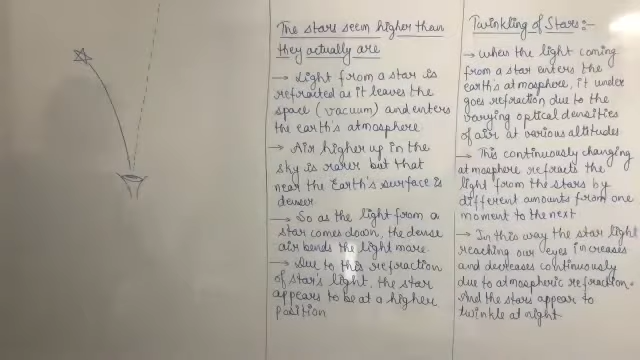 The stars seem higher than
they actually are
→ Light from a star is
refracted as it leaves the
space (vacuum) and enters
the earth's atmosphere
→ Air higher up in the
sky is rarer but that
near the Earth's surface is
denser
→ So as the light from a
star comes down, the dense
air bends the light more.
→ Due to this refraction
of star's light, the star
appears to be at a higher
position
Twinkling of Stars:-
→ When the light coming
from a star enters the
earth's atmosphere, it under
goes refraction due to the
varying optical densities
of air at various altitudes
→ This continuously changing
atmosphere refracts the
light from the stars by
different amounts from one
moment to the next
→ In this way the star light
reaching our eyes increases
and decreases continuously
due to atmospheric refraction.
And the stars appear to
twinkle at night.